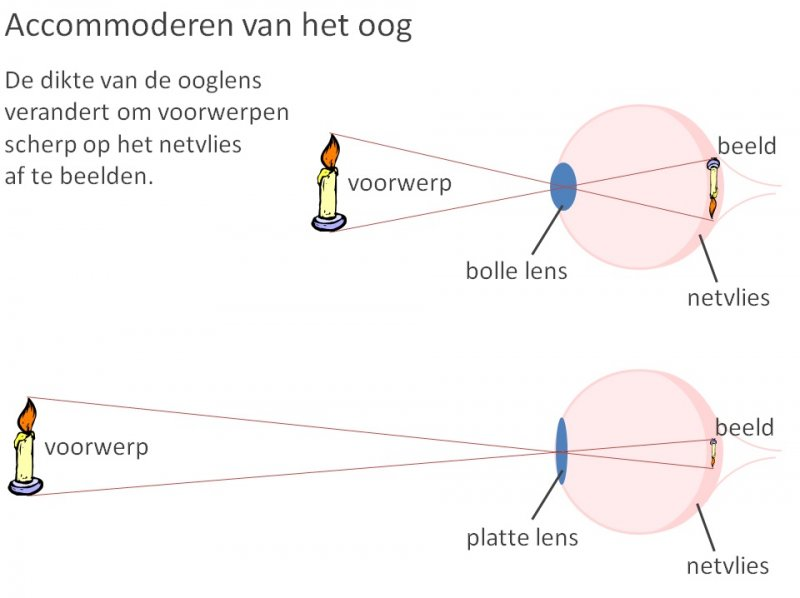 Accommoderen van het oog
De dikte van de ooglens
verandert om voorwerpen
scherp op het netvlies
af te beelden.
beeld
voorwerp
bolle lens
netvlies
beeld
voorwerp
platte lens
netvlies